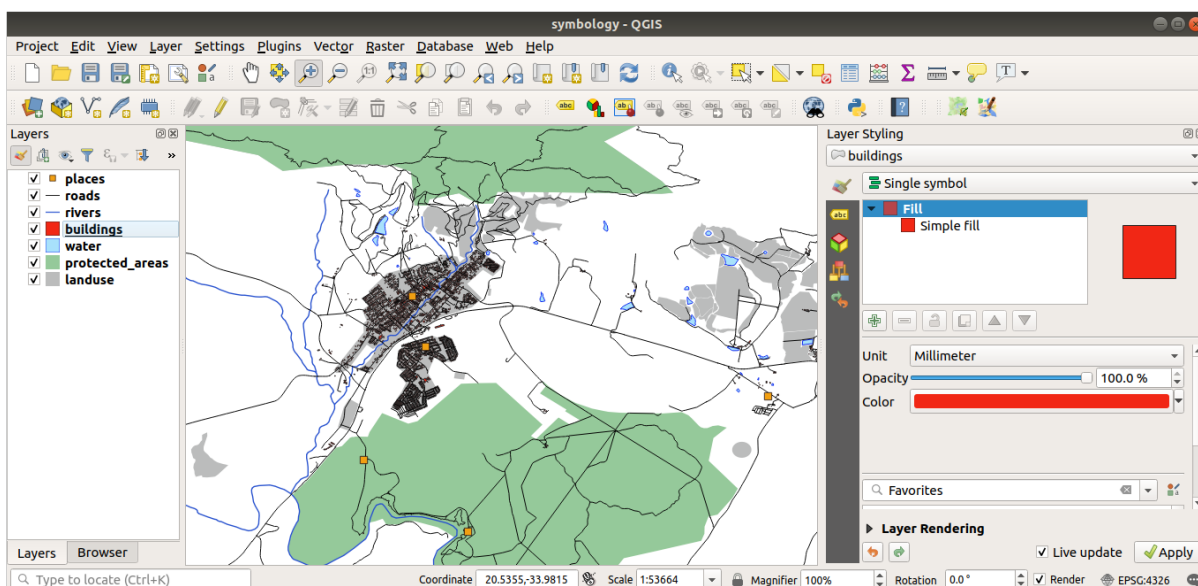 symbology - QGIS
Project Edit View Layer Settings Plugins Vector Raster Database Web Help
Layers
places
roads
rivers
buildings
water
protected_areas
landuse
Layers Browser
Layer Styling
buildings
Single symbol
Fill
Simple fill
Unit Millimeter
Opacity 100.0 %
Color
Favorites
Layer Rendering
Live update Apply
Type to locate (Ctrl+K) Coordinate 20.5355,-33.9815 Scale 1:53664 Magnifier 100% Rotation 0.0° Render EPSG:4326